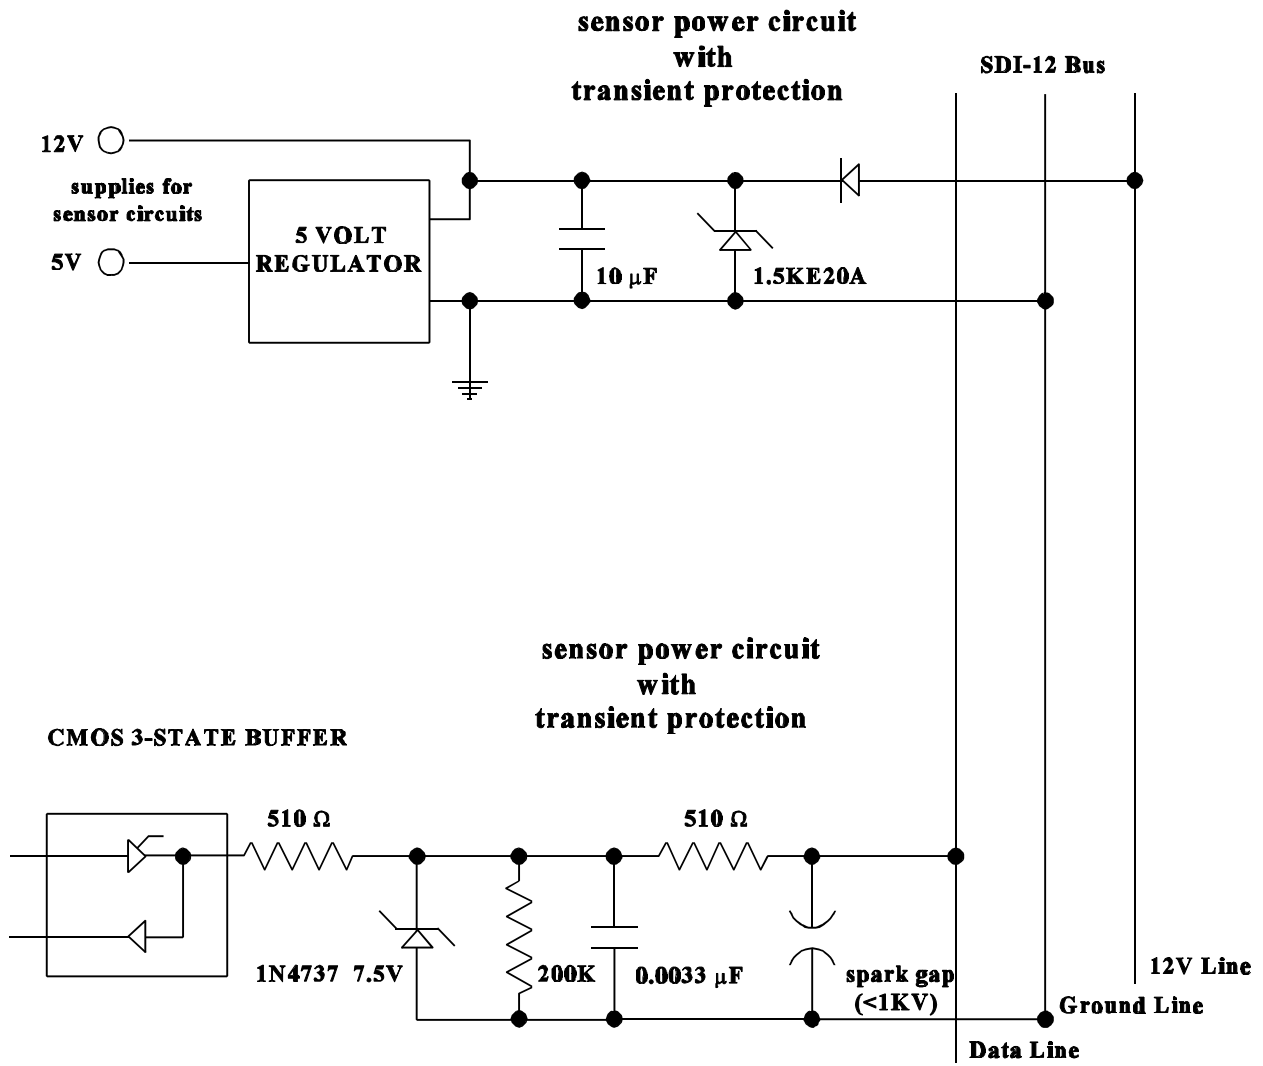 sensor power circuit
with
transient protection
SDI-12 Bus
12V
supplies for
sensor circuits
5V
5 VOLT
REGULATOR
10 µF
1.5KE20A
sensor power circuit
with
transient protection
CMOS 3-STATE BUFFER
510 Ω
510 Ω
1N4737 7.5V
200K
0.0033 µF
spark gap
(<1KV)
12V Line
Ground Line
Data Line